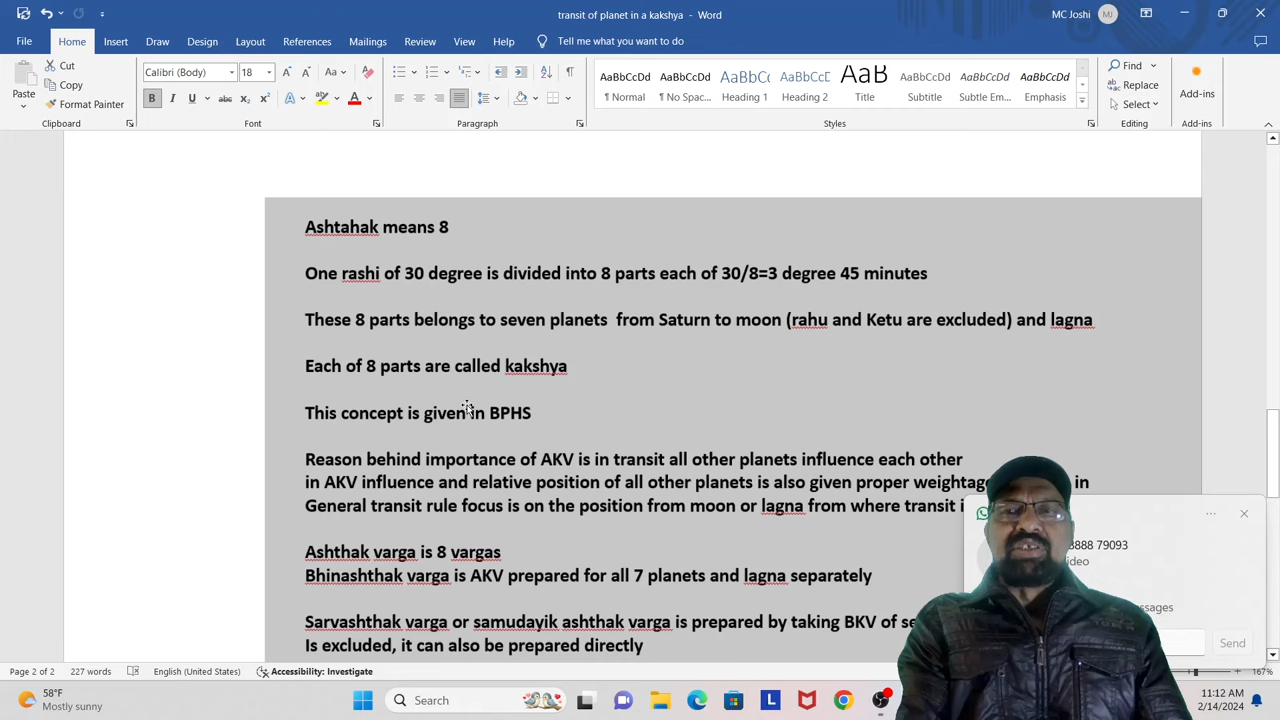 transit of planet in a kakshya - Word
MC Joshi
MJ
File
Home
Insert
Draw
Design
Layout
References
Mailings
Review
View
Help
Tell me what you want to do
Cut
Copy
Format Painter
Paste
Clipboard
Calibri (Body)
18
Font
Paragraph
AaBbCcDd
¶ Normal
AaBbCcDd
¶ No Spac...
AaBbCc
Heading 1
AaBbCcD
Heading 2
AaB
Title
AaBbCcDd
Subtitle
AaBbCcDd
Subtle Em...
AaBbCcDd
Emphasis
Styles
Find
Replace
Select
Editing
Add-ins
Add-ins
Ashtahak means 8
One rashi of 30 degree is divided into 8 parts each of 30/8=3 degree 45 minutes
These 8 parts belongs to seven planets from Saturn to moon (rahu and Ketu are excluded) and lagna
Each of 8 parts are called kakshya
This concept is given in BPHS
Reason behind importance of AKV is in transit all other planets influence each other
in AKV influence and relative position of all other planets is also given proper weightage in
General transit rule focus is on the position from moon or lagna from where transit
Ashthak varga is 8 vargas
Bhinashthak varga is AKV prepared for all 7 planets and lagna separately
Sarvashthak varga or samudayik ashthak varga is prepared by taking BKV of
Is excluded, it can also be prepared directly
8888 79093
Send
Page 2 of 2
227 words
English (United States)
Accessibility: Investigate
167%
58°F
Mostly sunny
Search
11:12 AM
2/14/2024